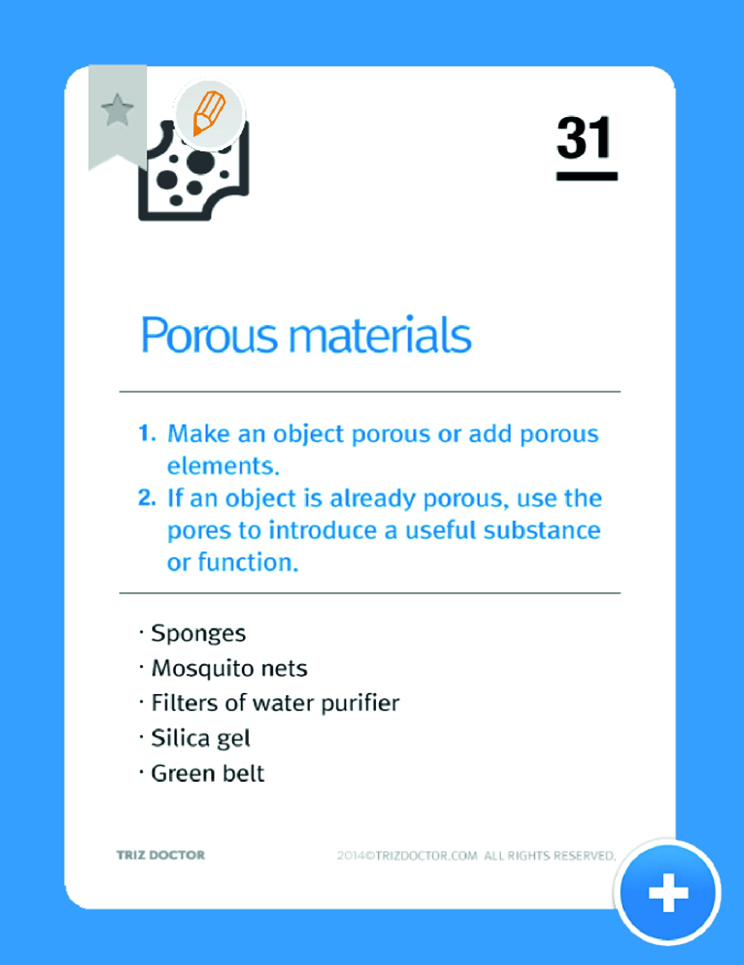 31
Porous materials
1. Make an object porous or add porous
elements.
2. If an object is already porous, use the
pores to introduce a useful substance
or function.
· Sponges
· Mosquito nets
· Filters of water purifier
· Silica gel
· Green belt
TRIZ DOCTOR 2014©TRIZDOCTOR.COM ALL RIGHTS RESERVED.